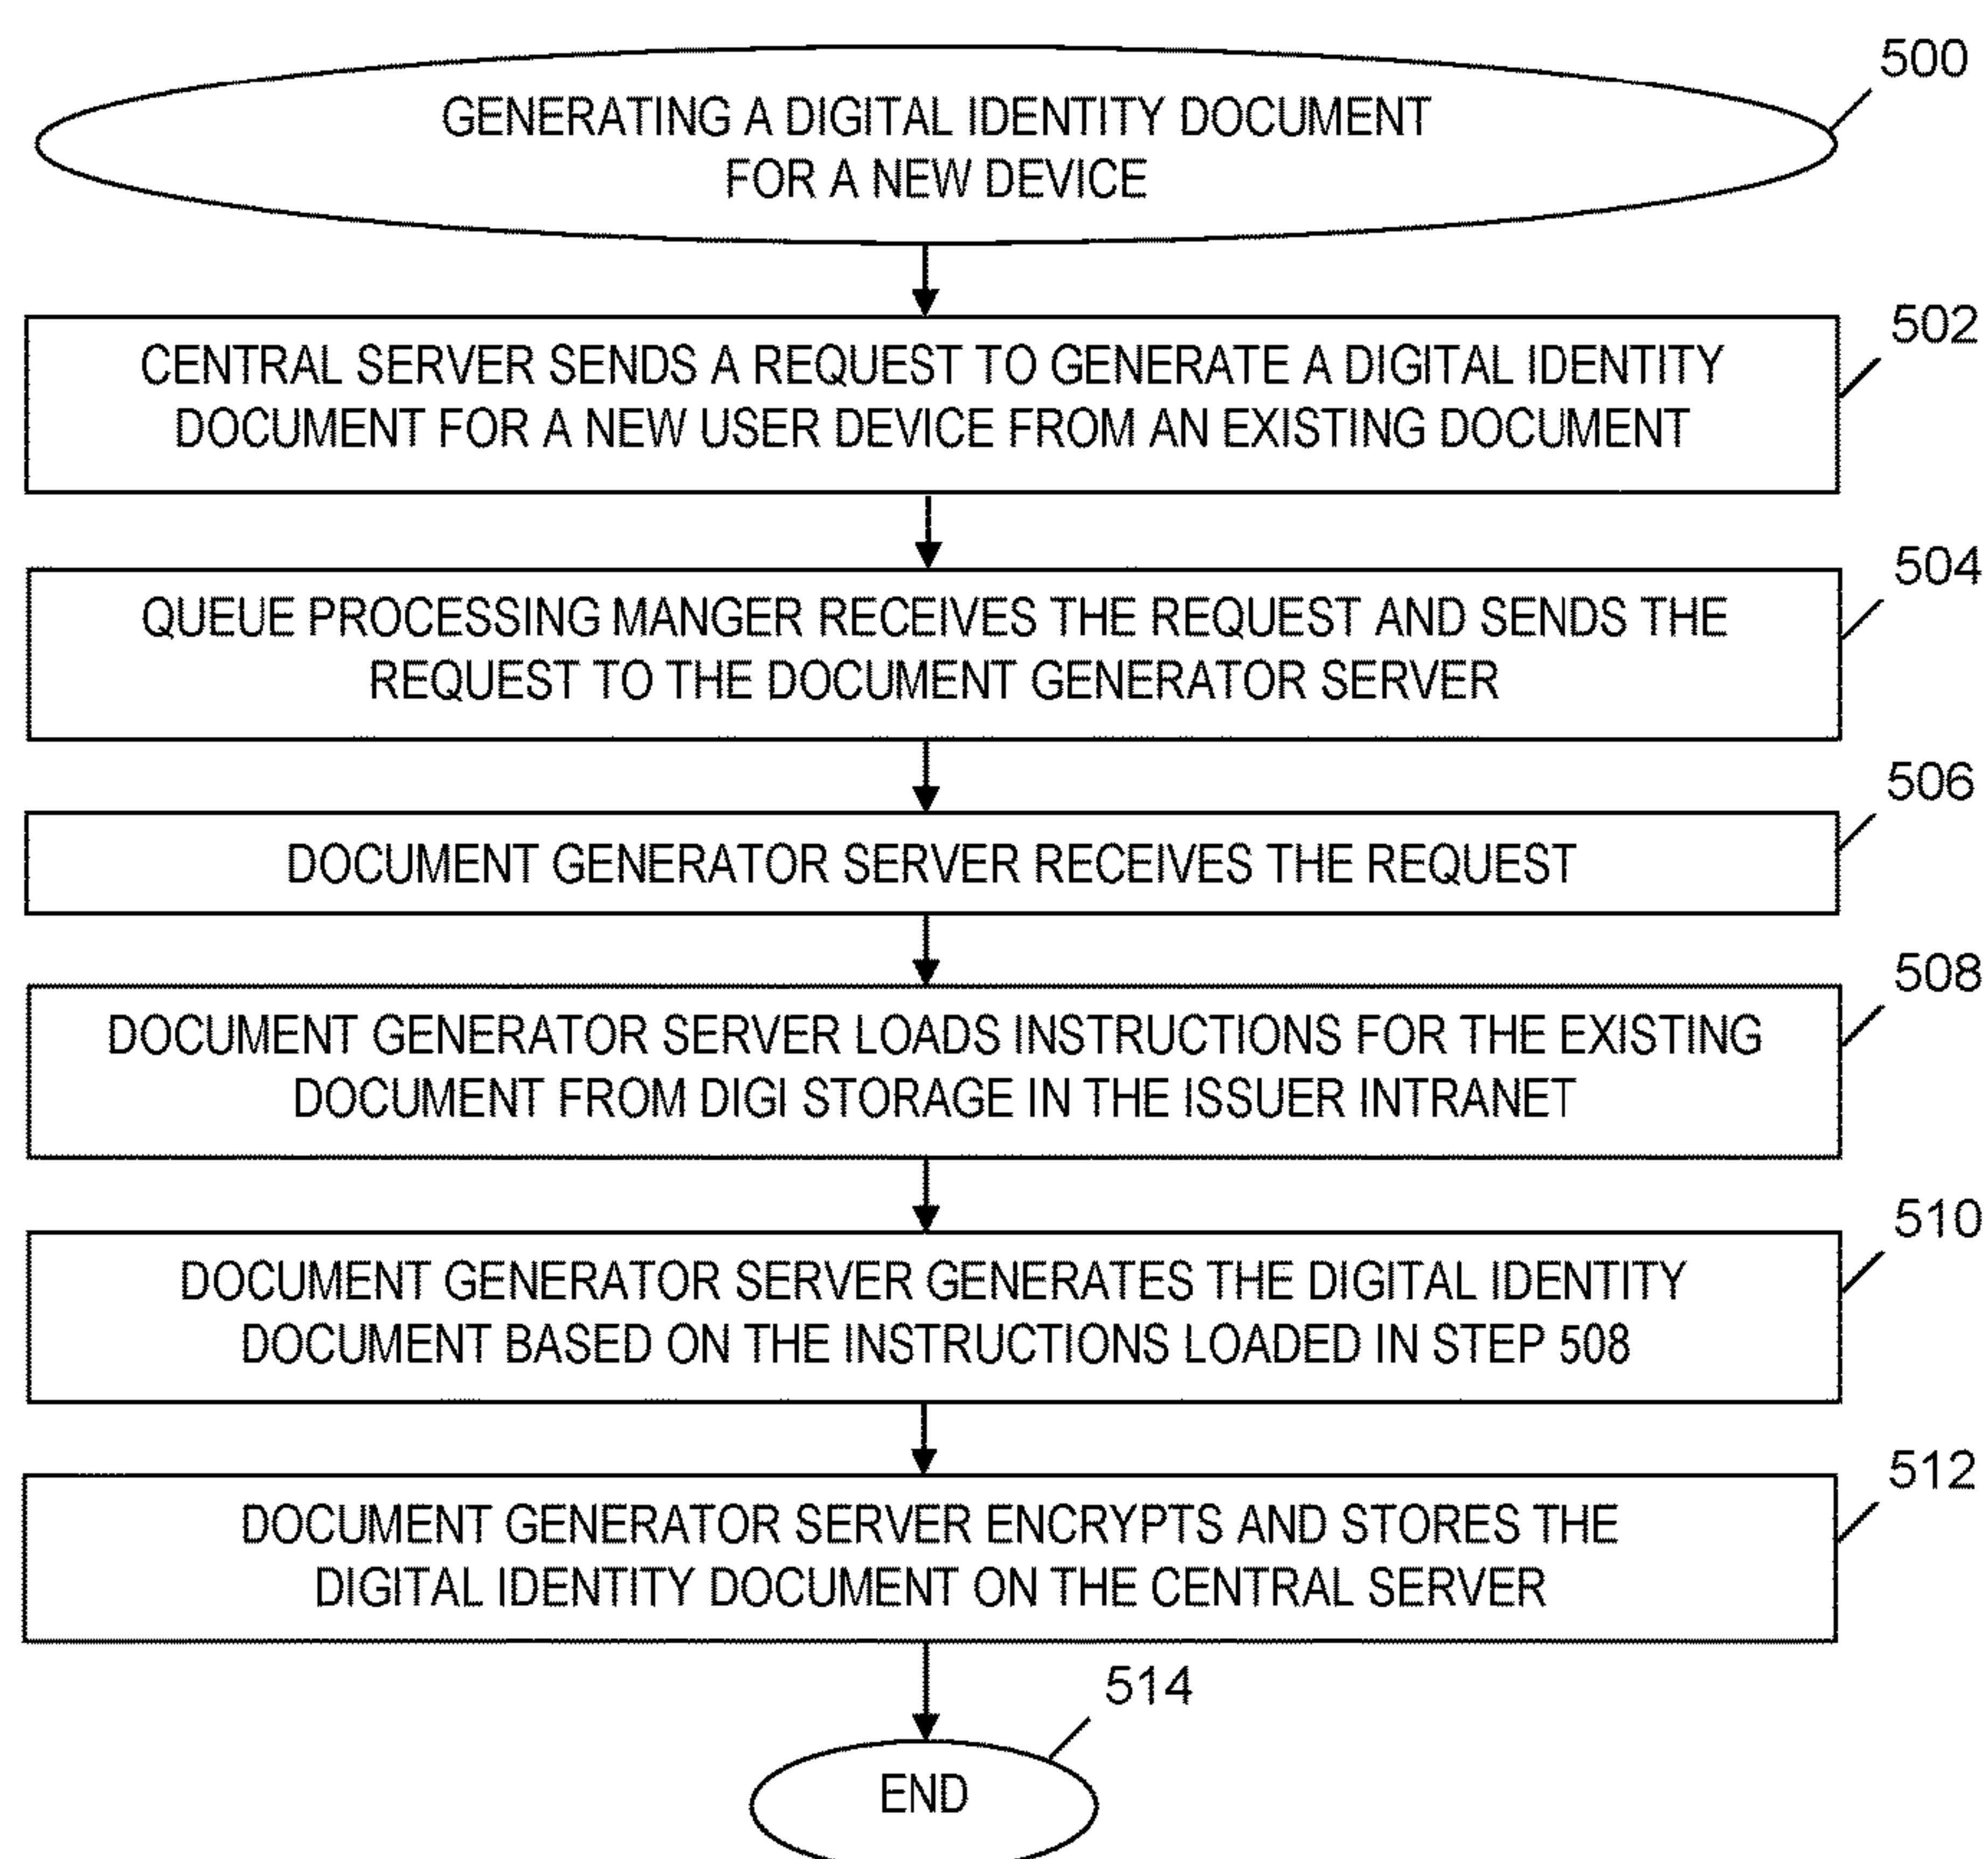 500
GENERATING A DIGITAL IDENTITY DOCUMENT
FOR A NEW DEVICE
502
CENTRAL SERVER SENDS A REQUEST TO GENERATE A DIGITAL IDENTITY
DOCUMENT FOR A NEW USER DEVICE FROM AN EXISTING DOCUMENT
504
QUEUE PROCESSING MANGER RECEIVES THE REQUEST AND SENDS THE
REQUEST TO THE DOCUMENT GENERATOR SERVER
506
DOCUMENT GENERATOR SERVER RECEIVES THE REQUEST
508
DOCUMENT GENERATOR SERVER LOADS INSTRUCTIONS FOR THE EXISTING
DOCUMENT FROM DIGI STORAGE IN THE ISSUER INTRANET
510
DOCUMENT GENERATOR SERVER GENERATES THE DIGITAL IDENTITY
DOCUMENT BASED ON THE INSTRUCTIONS LOADED IN STEP 508
512
DOCUMENT GENERATOR SERVER ENCRYPTS AND STORES THE
DIGITAL IDENTITY DOCUMENT ON THE CENTRAL SERVER
514
END